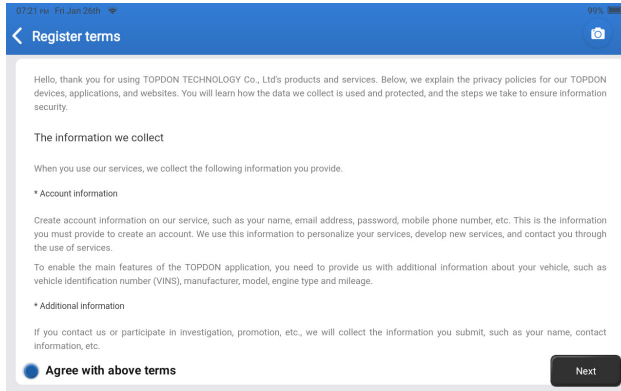 07:21 PM Fri Jan 26th 99%
Register terms
Hello, thank you for using TOPDON TECHNOLOGY Co., Ltd's products and services. Below, we explain the privacy policies for our TOPDON
devices, applications, and websites. You will learn how the data we collect is used and protected, and the steps we take to ensure information
security.
The information we collect
When you use our services, we collect the following information you provide.
* Account information
Create account information on our service, such as your name, email address, password, mobile phone number, etc. This is the information
you must provide to create an account. We use this information to personalize your services, develop new services, and contact you through
the use of services.
To enable the main features of the TOPDON application, you need to provide us with additional information about your vehicle, such as
vehicle identification number (VINS), manufacturer, model, engine type and mileage.
* Additional information
If you contact us or participate in investigation, promotion, etc., we will collect the information you submit, such as your name, contact
information, etc.
Agree with above terms
Next